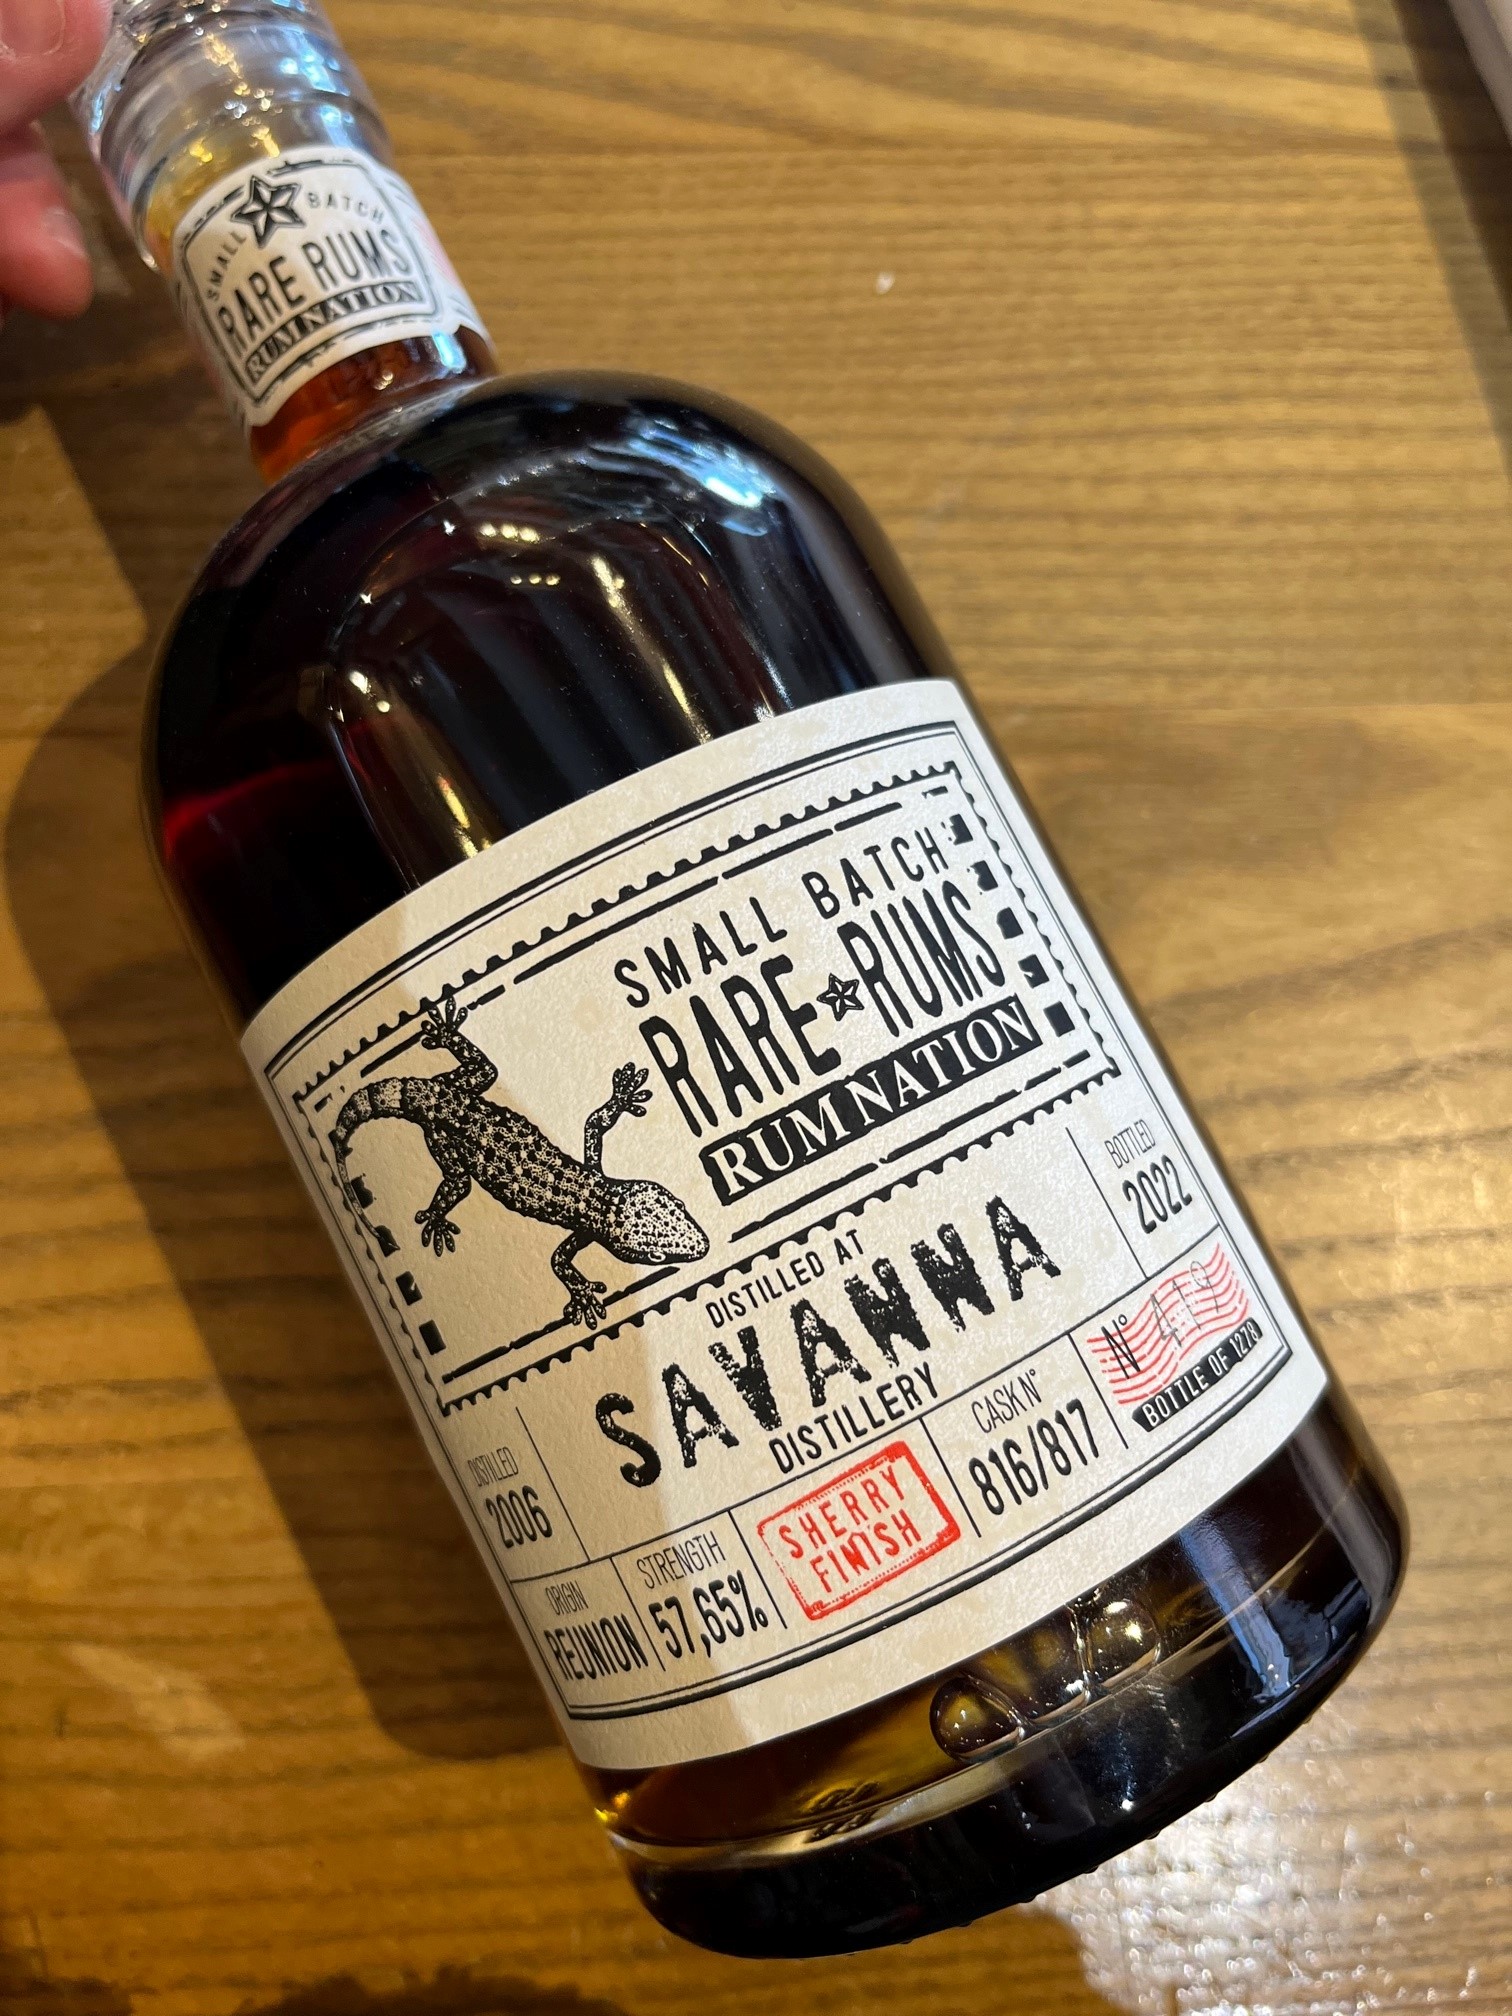 SMALL BATCH
RARE RUMS
RUM NATION
SMALL BATCH
RARE RUMS
RUM NATION
DISTILLED AT
SAVANNA
DISTILLERY
BOTTLED
2022
N° 419
BOTTLE OF 1278
DISTILLED
2006
ORIGIN
REUNION
STRENGTH
57,65%
SHERRY
FINISH
CASK N°
816/817